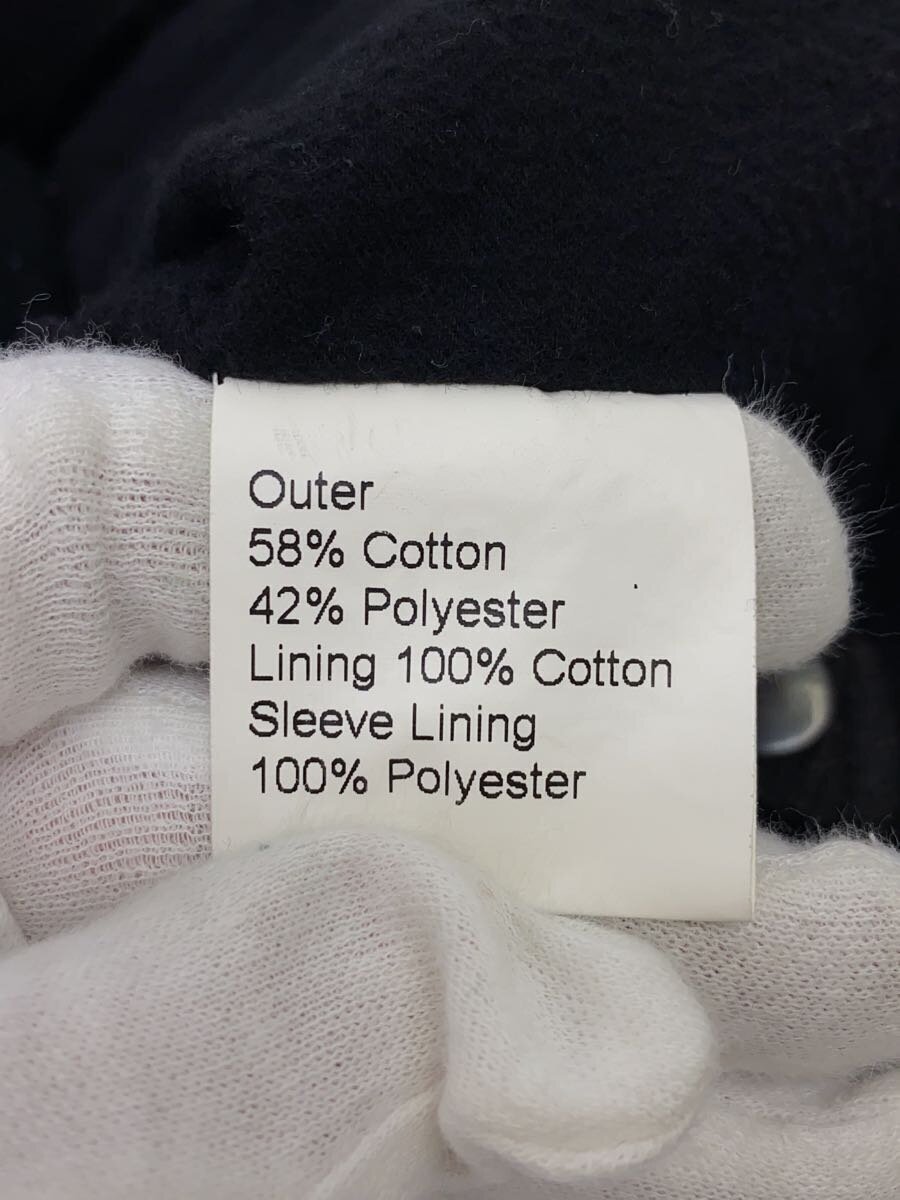 Outer
58% Cotton
42% Polyester
Lining 100% Cotton
Sleeve Lining
100% Polyester